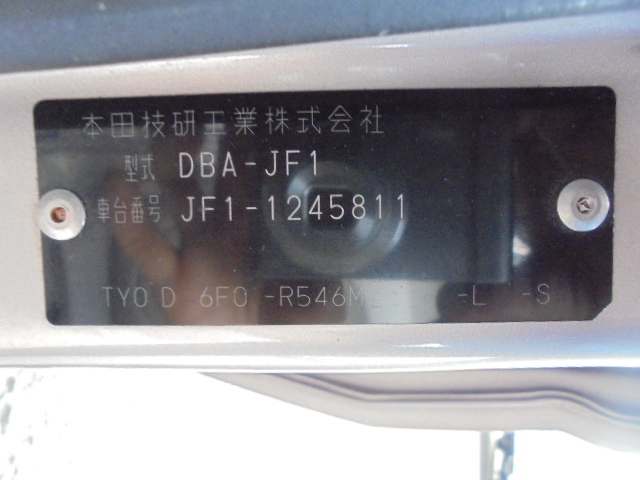 本田技研工業株式会社
型式 DBA-JF1
車台番号 JF1-1245811
TYO D 6F0 -R546M -L -S